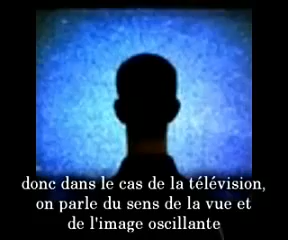 donc dans le cas de la télévision,
on parle du sens de la vue et
de l'image oscillante